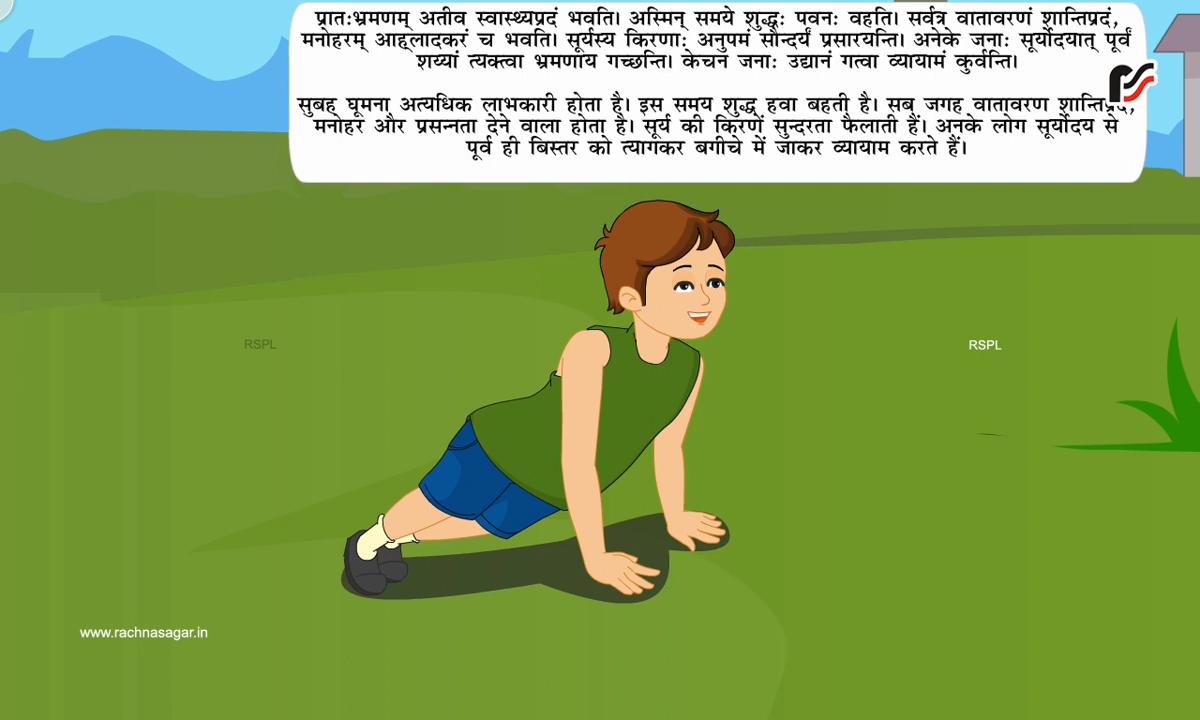 प्रातःभ्रमणम् अतीव स्वास्थ्यप्रदं भवति। अस्मिन् समये शुद्धः पवनः वहति। सर्वत्र वातावरणं शान्तिप्रदं,
मनोहरम् आह्लादकरं च भवति। सूर्यस्य किरणाः अनुपमं सौन्दर्यं प्रसारयन्ति। अनेके जनाः सूर्योदयात् पूर्वं
शय्यां त्यक्त्वा भ्रमणाय गच्छन्ति। केचन जनाः उद्यानं गत्वा व्यायामं कुर्वन्ति।
सुबह घूमना अत्यधिक लाभकारी होता है। इस समय शुद्ध हवा बहती है। सब जगह वातावरण शान्तिप्रद,
मनोहर और प्रसन्नता देने वाला होता है। सूर्य की किरणें सुन्दरता फैलाती हैं। अनके लोग सूर्योदय से
पूर्व ही बिस्तर को त्यागकर बगीचे में जाकर व्यायाम करते हैं।
RSPL
RSPL
www.rachnasagar.in